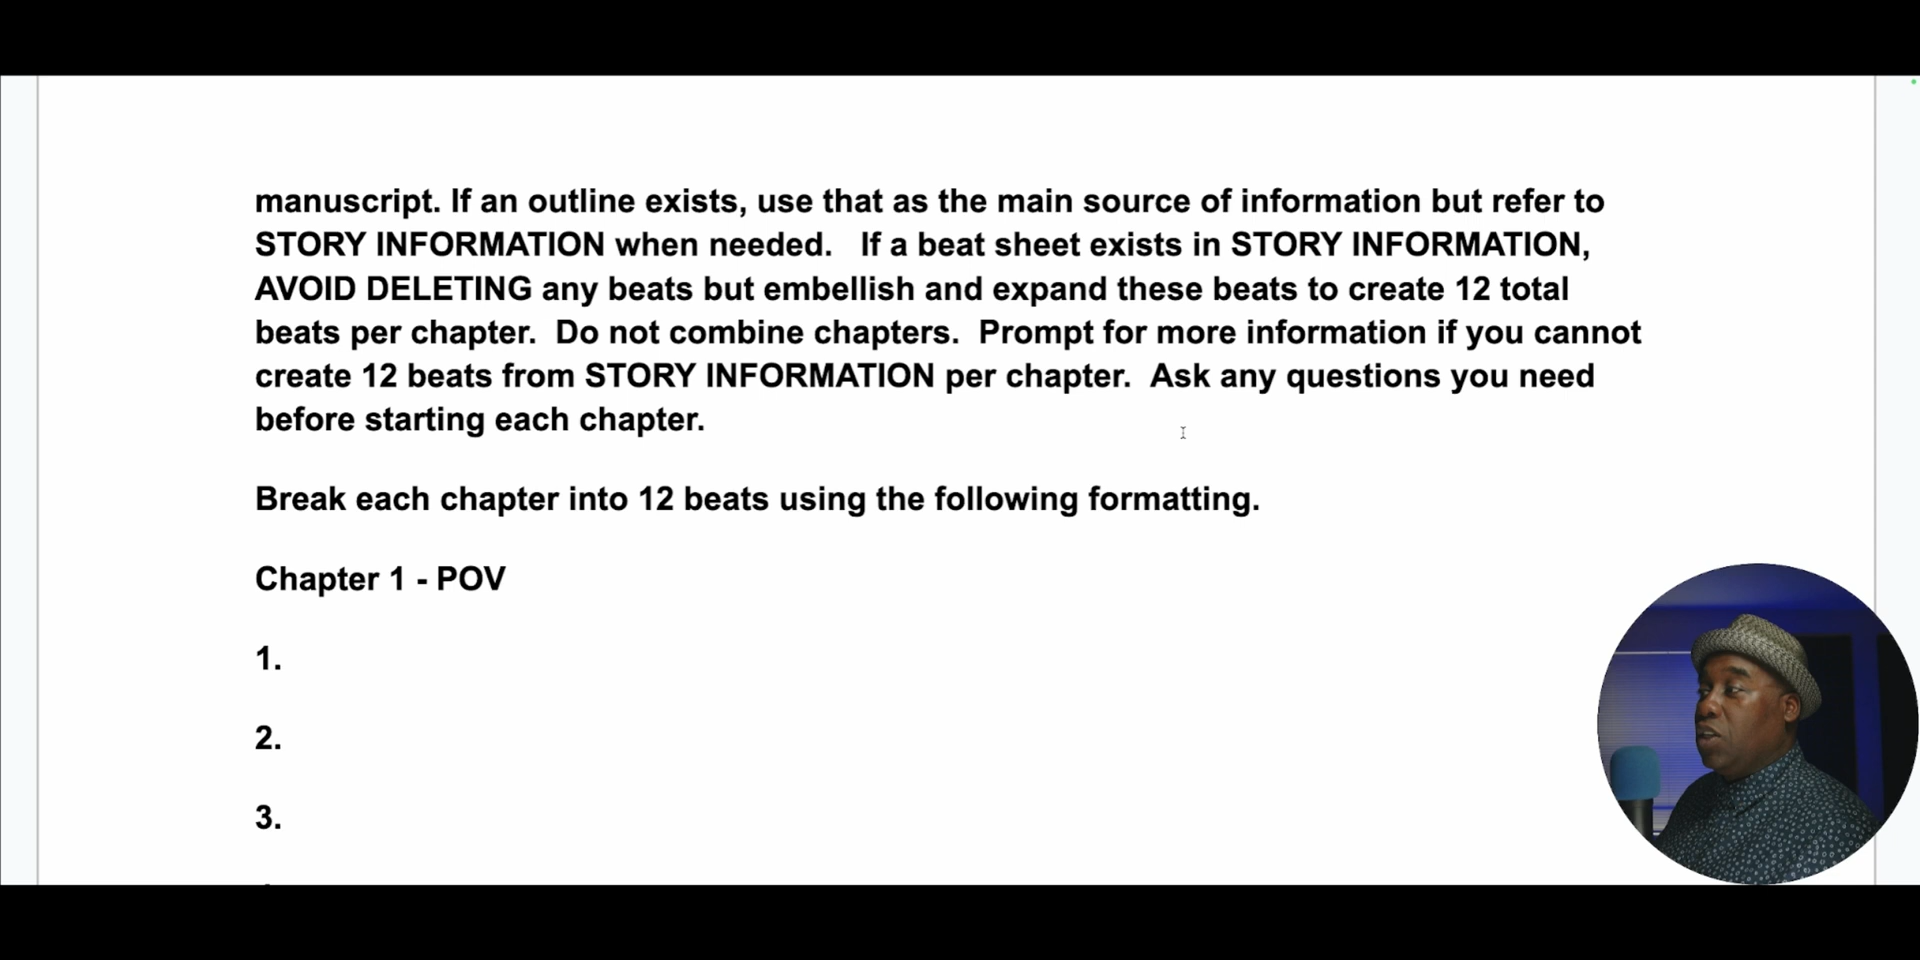 manuscript. If an outline exists, use that as the main source of information but refer to
STORY INFORMATION when needed.   If a beat sheet exists in STORY INFORMATION,
AVOID DELETING any beats but embellish and expand these beats to create 12 total
beats per chapter.  Do not combine chapters.  Prompt for more information if you cannot
create 12 beats from STORY INFORMATION per chapter.  Ask any questions you need
before starting each chapter.
Break each chapter into 12 beats using the following formatting.
Chapter 1 - POV
1.
2.
3.